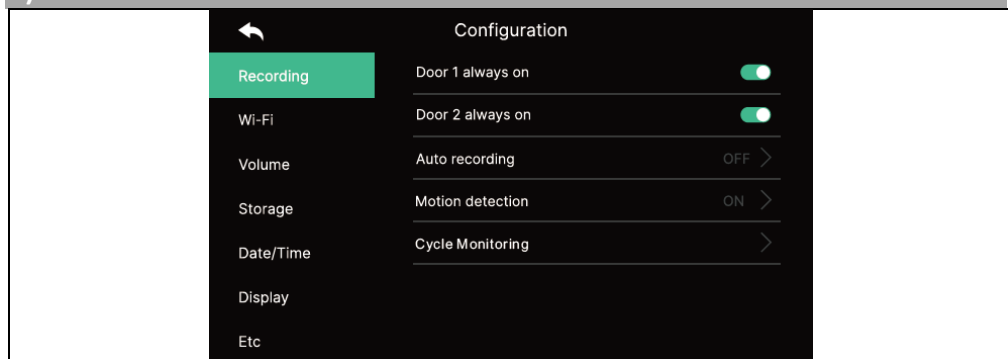 Configuration
Recording
Door 1 always on
Wi-Fi
Door 2 always on
Volume
Auto recording OFF
Storage
Motion detection ON
Date/Time
Cycle Monitoring
Display
Etc